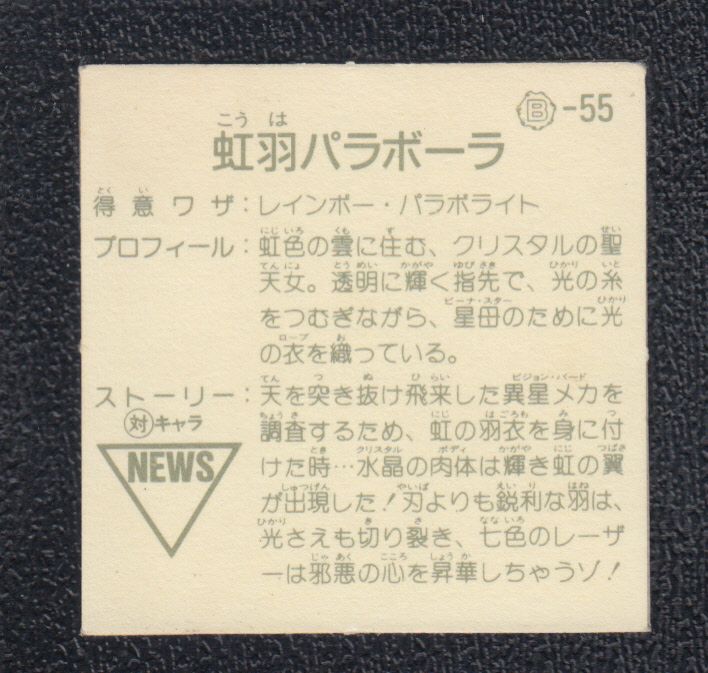 Ⓑ-55
虹羽パラボーラ
得意ワザ：レインボー・パラボライト
プロフィール：虹色の雲に住む、クリスタルの聖
天女。透明に輝く指先で、光の糸
をつむぎながら、星母のために光
の衣を織っている。
ストーリー：天を突き抜け飛来した異星メカを
㊟キャラ
調査するため、虹の羽衣を身に付
NEWS
けた時…水晶の肉体は輝き虹の翼
が出現した！刃よりも鋭利な羽は、
光さえも切り裂き、七色のレーザ
ーは邪悪の心を昇華しちゃうゾ！